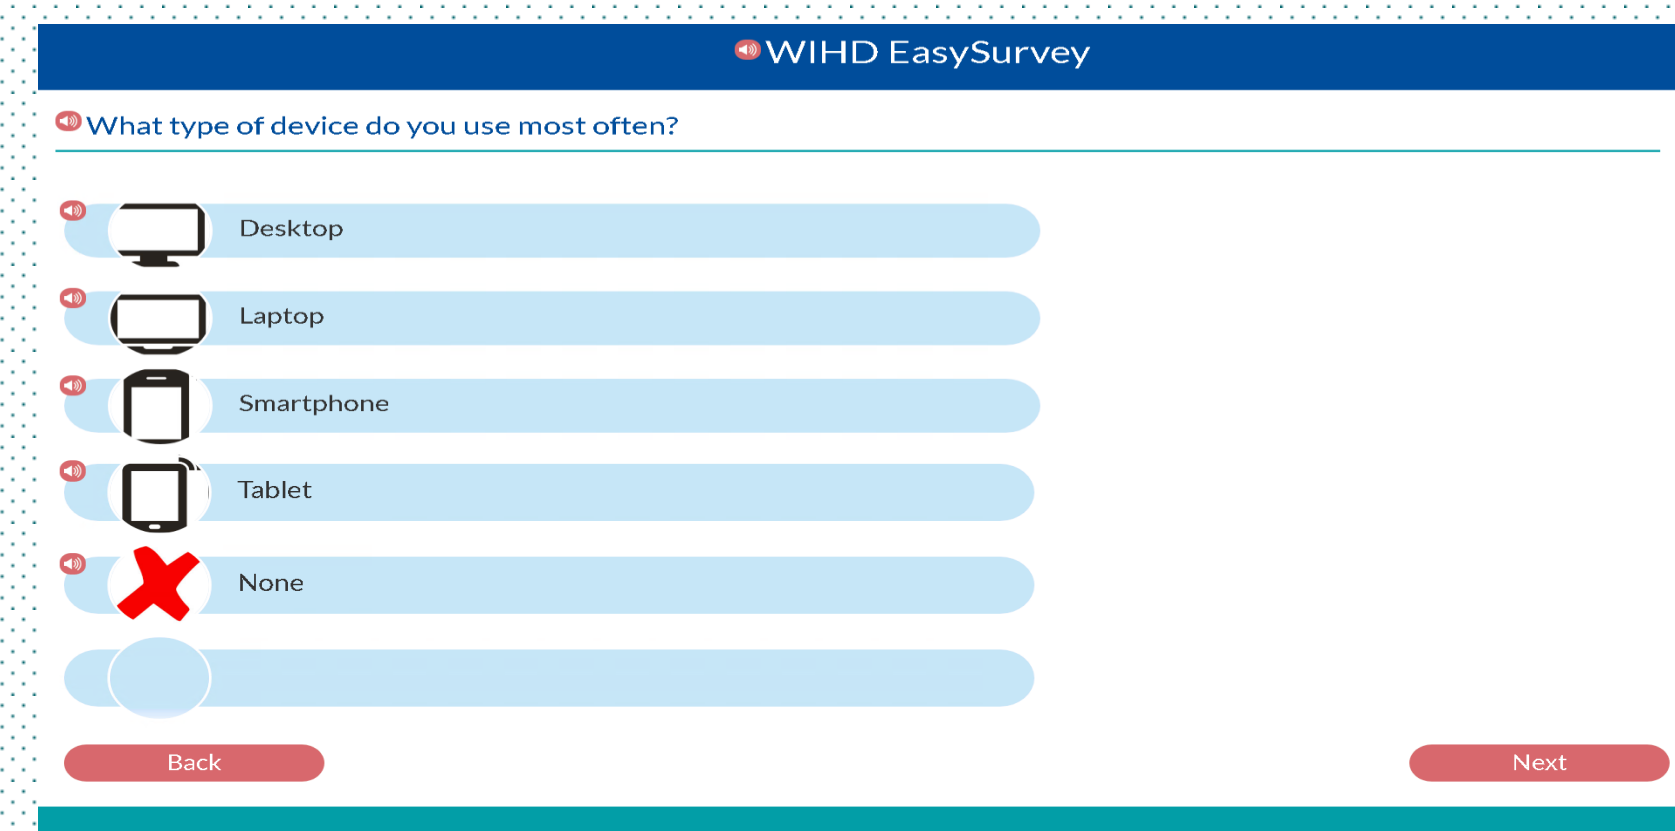 WIHD EasySurvey
What type of device do you use most often?
Desktop
Laptop
Smartphone
Tablet
None
Back
Next